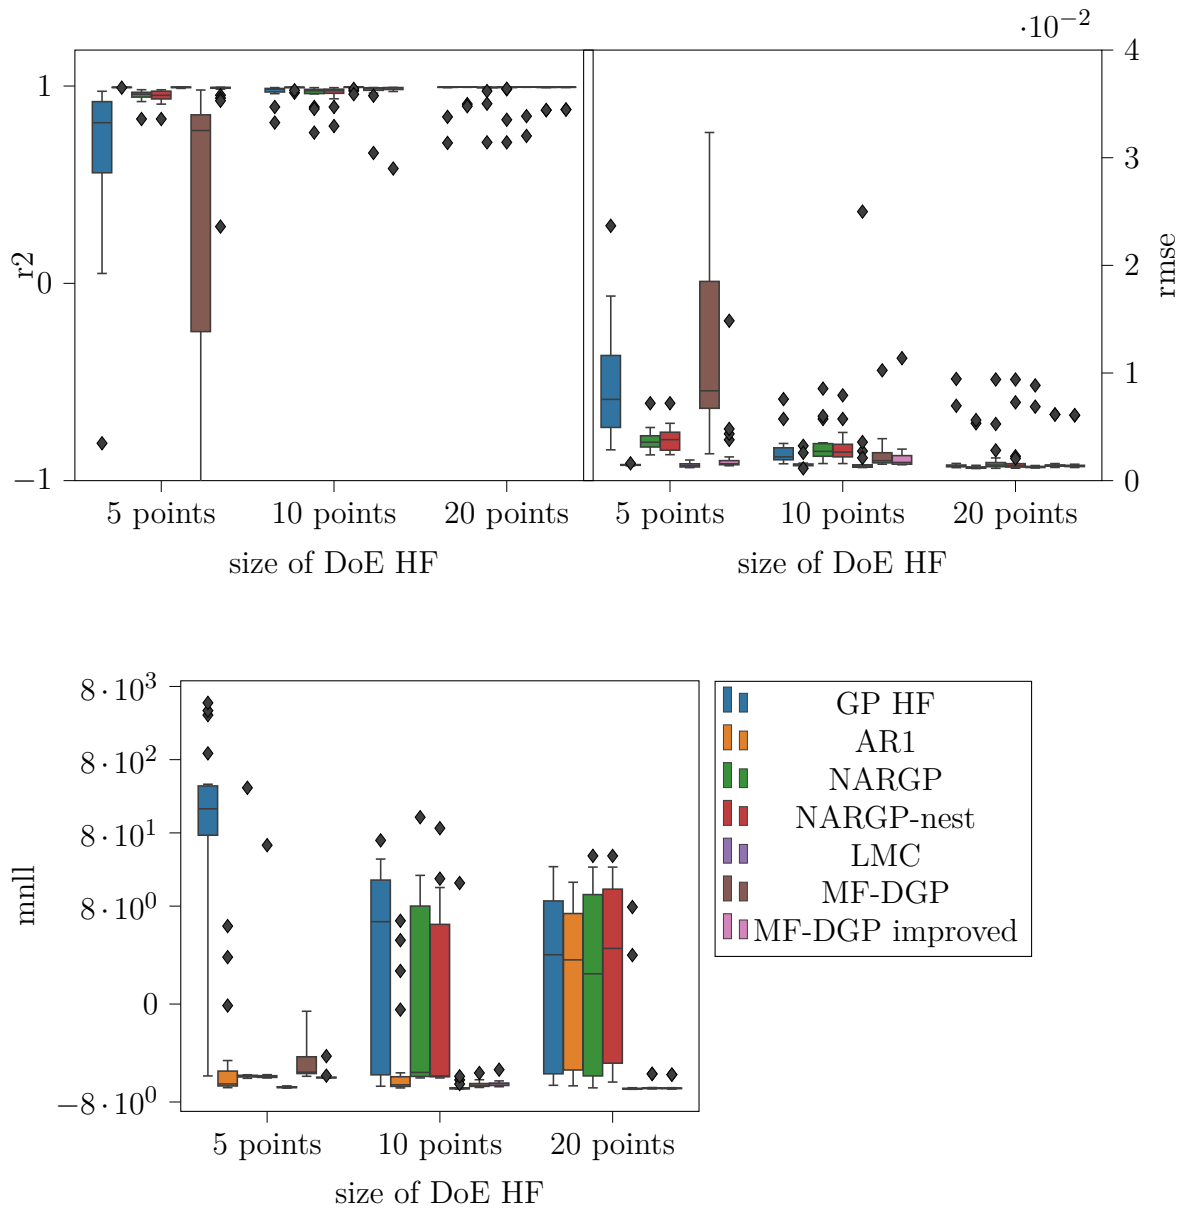 ·10⁻²
1
0
−1
r2
5 points
10 points
20 points
size of DoE HF
4
3
2
1
0
rmse
5 points
10 points
20 points
size of DoE HF
8·10³
8·10²
8·10¹
8·10⁰
0
−8·10⁰
mnll
5 points
10 points
20 points
size of DoE HF
GP HF
AR1
NARGP
NARGP-nest
LMC
MF-DGP
MF-DGP improved